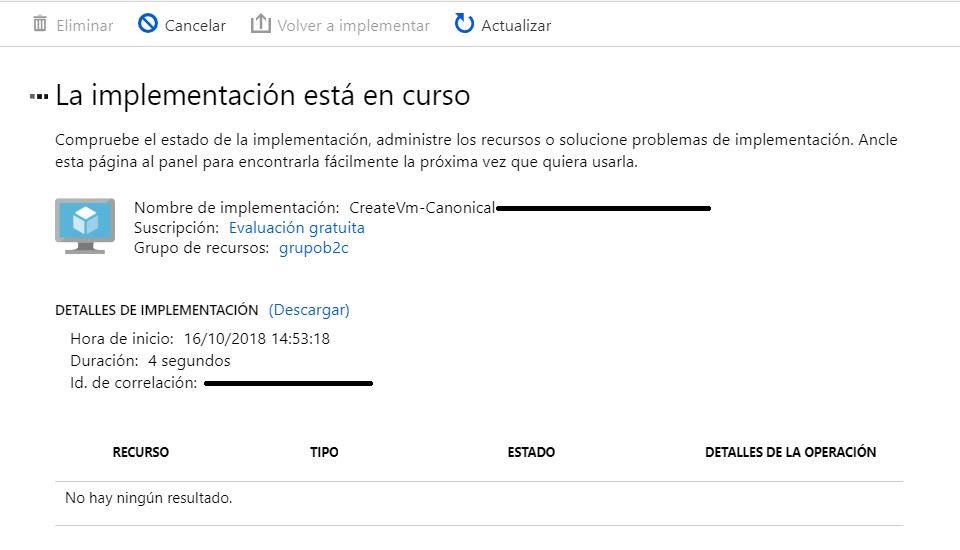 Eliminar Cancelar Volver a implementar Actualizar
La implementación está en curso
Compruebe el estado de la implementación, administre los recursos o solucione problemas de implementación. Ancle
esta página al panel para encontrarla fácilmente la próxima vez que quiera usarla.
Nombre de implementación: CreateVm-Canonical
Suscripción: Evaluación gratuita
Grupo de recursos: grupob2c
DETALLES DE IMPLEMENTACIÓN (Descargar)
Hora de inicio: 16/10/2018 14:53:18
Duración: 4 segundos
Id. de correlación:
RECURSO TIPO ESTADO DETALLES DE LA OPERACIÓN
No hay ningún resultado.